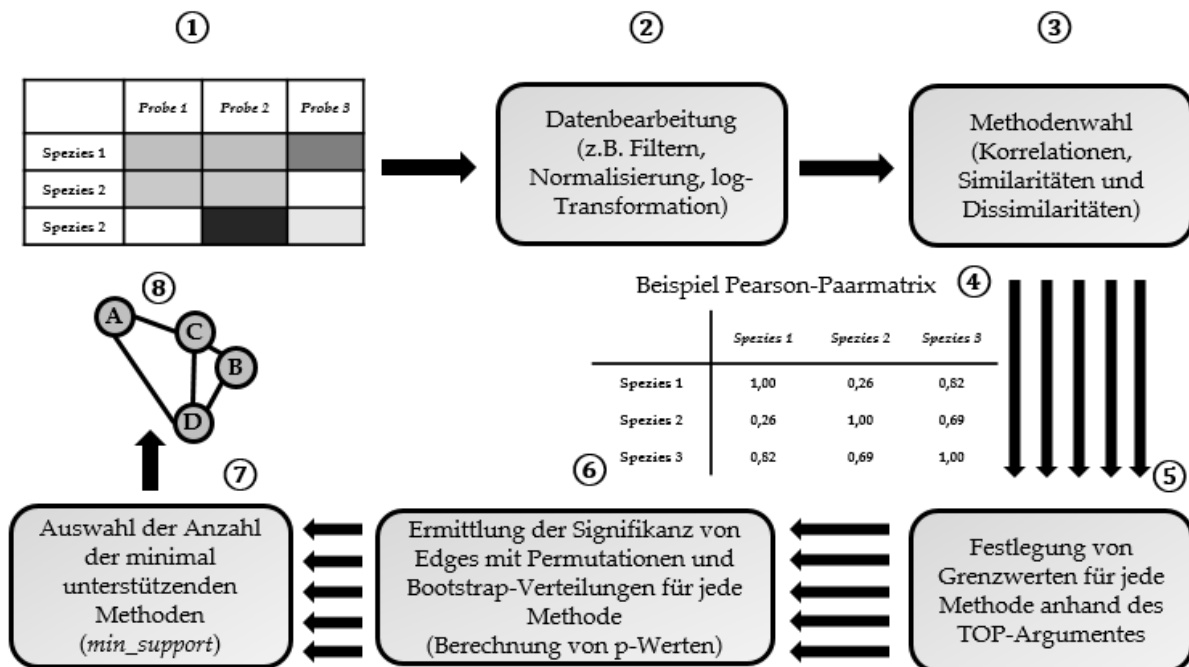 ①
②
③
Probe 1 Probe 2 Probe 3
Spezies 1
Spezies 2
Spezies 2
Datenbearbeitung
(z.B. Filtern,
Normalisierung, log-
Transformation)
Methodenwahl
(Korrelationen,
Similaritäten und
Dissimilaritäten)
④
Beispiel Pearson-Paarmatrix
Spezies 1 Spezies 2 Spezies 3
Spezies 1 1,00 0,26 0,82
Spezies 2 0,26 1,00 0,69
Spezies 3 0,82 0,69 1,00
⑤
Festlegung von
Grenzwerten für jede
Methode anhand des
TOP-Argumentes
⑥
Ermittlung der Signifikanz von
Edges mit Permutationen und
Bootstrap-Verteilungen für jede
Methode
(Berechnung von p-Werten)
⑦
Auswahl der Anzahl
der minimal
unterstützenden
Methoden
(min_support)
⑧
A
C
B
D